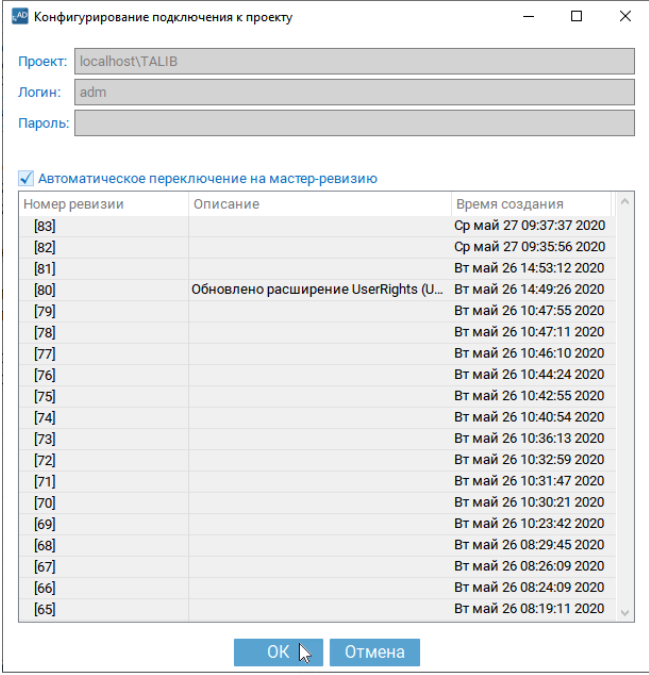 AD Конфигурирование подключения к проекту
Проект: localhost\TALIB
Логин: adm
Пароль:
Автоматическое переключение на мастер-ревизию
Номер ревизии Описание Время создания
[83] Ср май 27 09:37:37 2020
[82] Ср май 27 09:35:56 2020
[81] Вт май 26 14:53:12 2020
[80] Обновлено расширение UserRights (U... Вт май 26 14:49:26 2020
[79] Вт май 26 10:47:55 2020
[78] Вт май 26 10:47:11 2020
[77] Вт май 26 10:46:10 2020
[76] Вт май 26 10:44:24 2020
[75] Вт май 26 10:42:55 2020
[74] Вт май 26 10:40:54 2020
[73] Вт май 26 10:36:13 2020
[72] Вт май 26 10:32:59 2020
[71] Вт май 26 10:31:47 2020
[70] Вт май 26 10:30:21 2020
[69] Вт май 26 10:23:42 2020
[68] Вт май 26 08:29:45 2020
[67] Вт май 26 08:26:09 2020
[66] Вт май 26 08:24:09 2020
[65] Вт май 26 08:19:11 2020
ОК Отмена